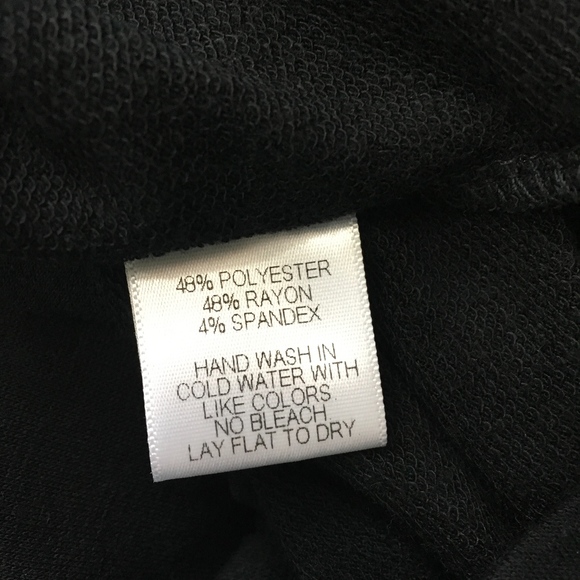 48% POLYESTER
48% RAYON
4% SPANDEX
HAND WASH IN
COLD WATER WITH
LIKE COLORS
NO BLEACH
LAY FLAT TO DRY